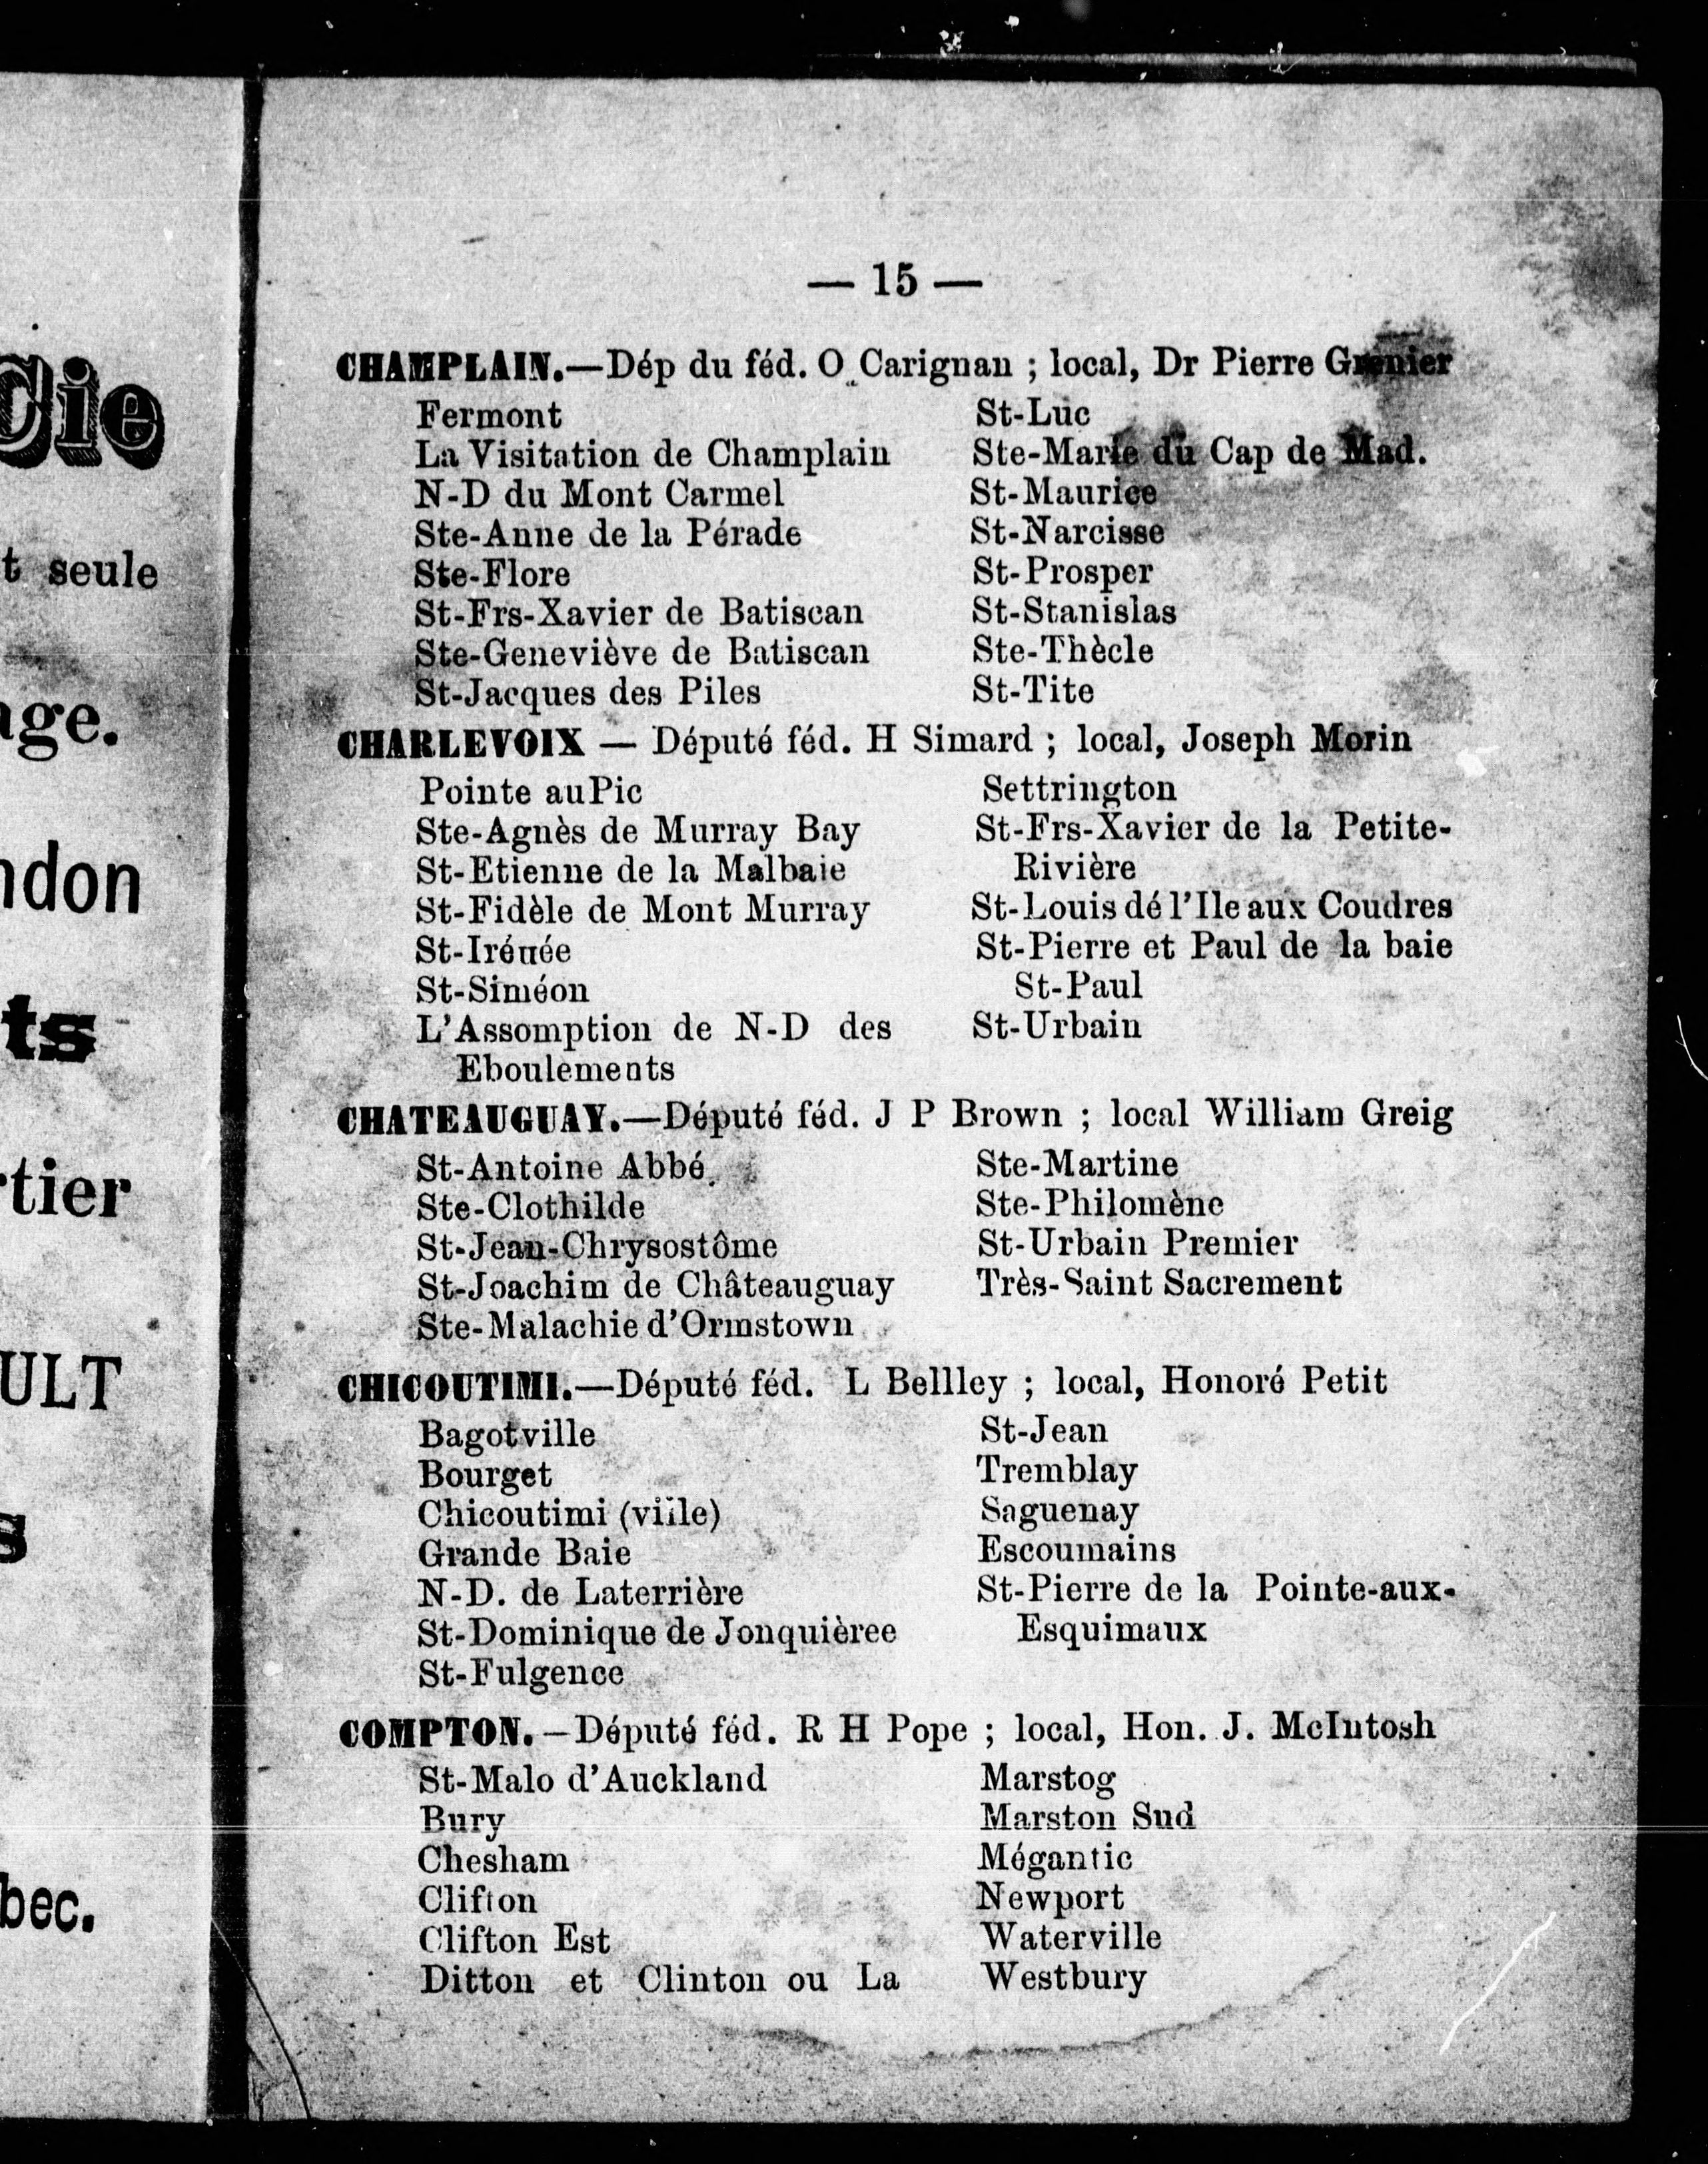 Cie
t seule
age.
ndon
ts
rtier
ULT
s
bec.
— 15 —
CHAMPLAIN.—Dép du féd. O Carignan ; local, Dr Pierre Grenier
Fermont
La Visitation de Champlain
N-D du Mont Carmel
Ste-Anne de la Pérade
Ste-Flore
St-Frs-Xavier de Batiscan
Ste-Geneviève de Batiscan
St-Jacques des Piles
St-Luc
Ste-Marie du Cap de Mad.
St-Maurice
St-Narcisse
St-Prosper
St-Stanislas
Ste-Thècle
St-Tite
CHARLEVOIX — Député féd. H Simard ; local, Joseph Morin
Pointe au Pic
Ste-Agnès de Murray Bay
St-Etienne de la Malbaie
St-Fidèle de Mont Murray
St-Irénée
St-Siméon
L'Assomption de N-D des
Eboulements
Settrington
St-Frs-Xavier de la Petite-
Rivière
St-Louis dé l'Ile aux Coudres
St-Pierre et Paul de la baie
St-Paul
St-Urbain
CHATEAUGUAY.—Député féd. J P Brown ; local William Greig
St-Antoine Abbé
Ste-Clothilde
St-Jean-Chrysostôme
St-Joachim de Châteauguay
Ste-Malachie d'Ormstown
Ste-Martine
Ste-Philomène
St-Urbain Premier
Très-Saint Sacrement
CHICOUTIMI.—Député féd. L Bellley ; local, Honoré Petit
Bagotville
Bourget
Chicoutimi (ville)
Grande Baie
N-D. de Laterrière
St-Dominique de Jonquièree
St-Fulgence
St-Jean
Tremblay
Saguenay
Escoumains
St-Pierre de la Pointe-aux-
Esquimaux
COMPTON.—Député féd. R H Pope ; local, Hon. J. McIntosh
St-Malo d'Auckland
Bury
Chesham
Clifton
Clifton Est
Ditton et Clinton ou La
Marstog
Marston Sud
Mégantic
Newport
Waterville
Westbury